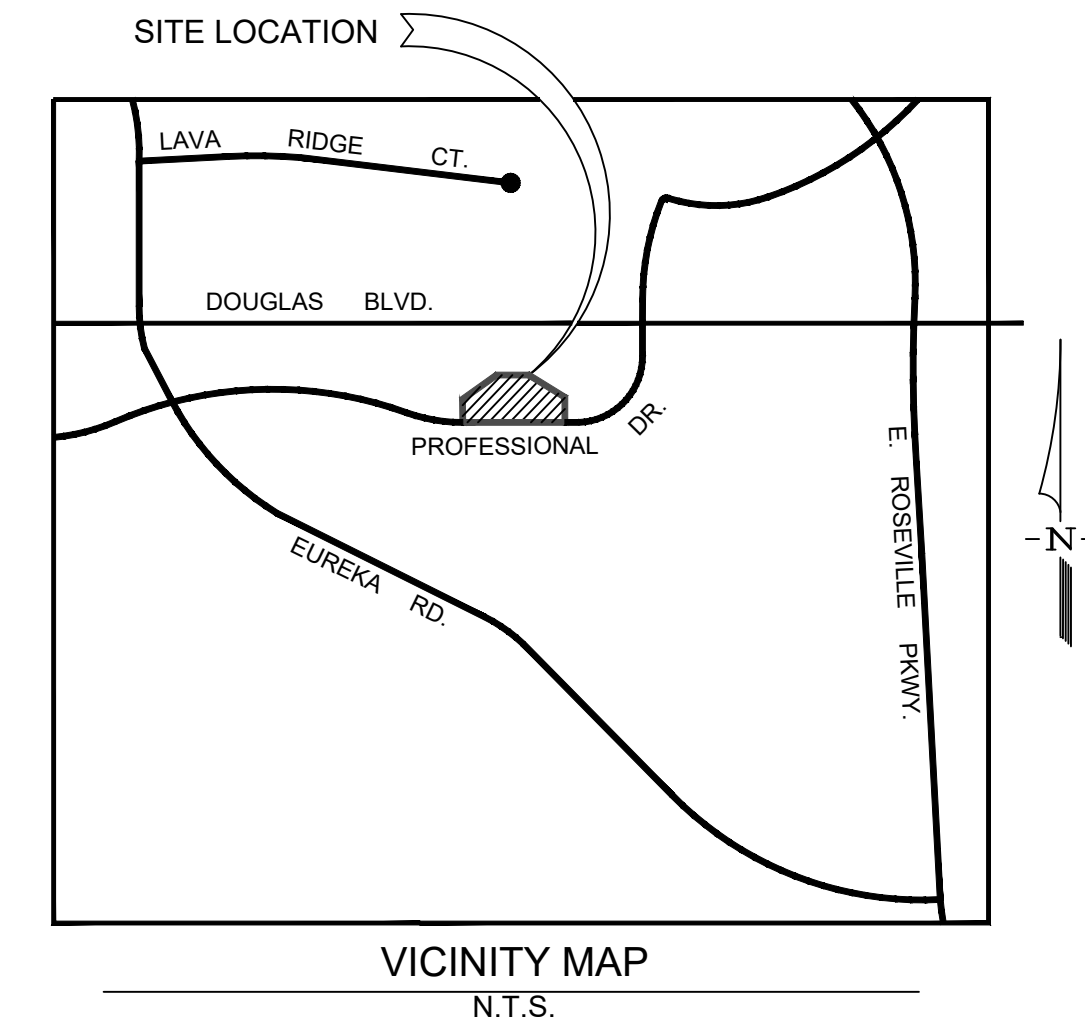 SITE LOCATION
LAVA RIDGE CT.
DOUGLAS BLVD.
PROFESSIONAL DR.
E. ROSEVILLE PKWY.
EUREKA RD.
-N-
VICINITY MAP
N.T.S.